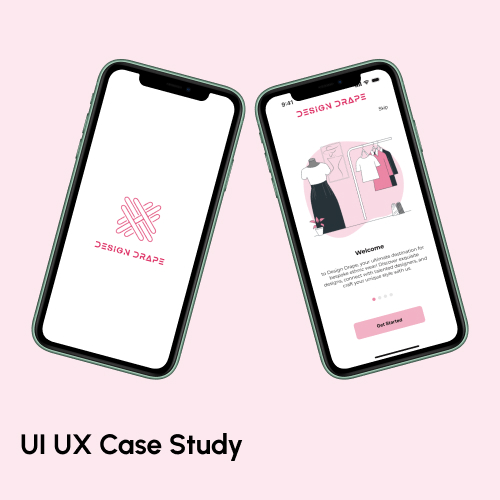 DESIGN DRAPE
9:41
DESIGN DRAPE
Skip
Welcome
to Design Drape, your ultimate destination for
bespoke ethnic wear! Discover exquisite
designs, connect with talented designers, and
craft your unique style with us.
Get Started
UI UX Case Study